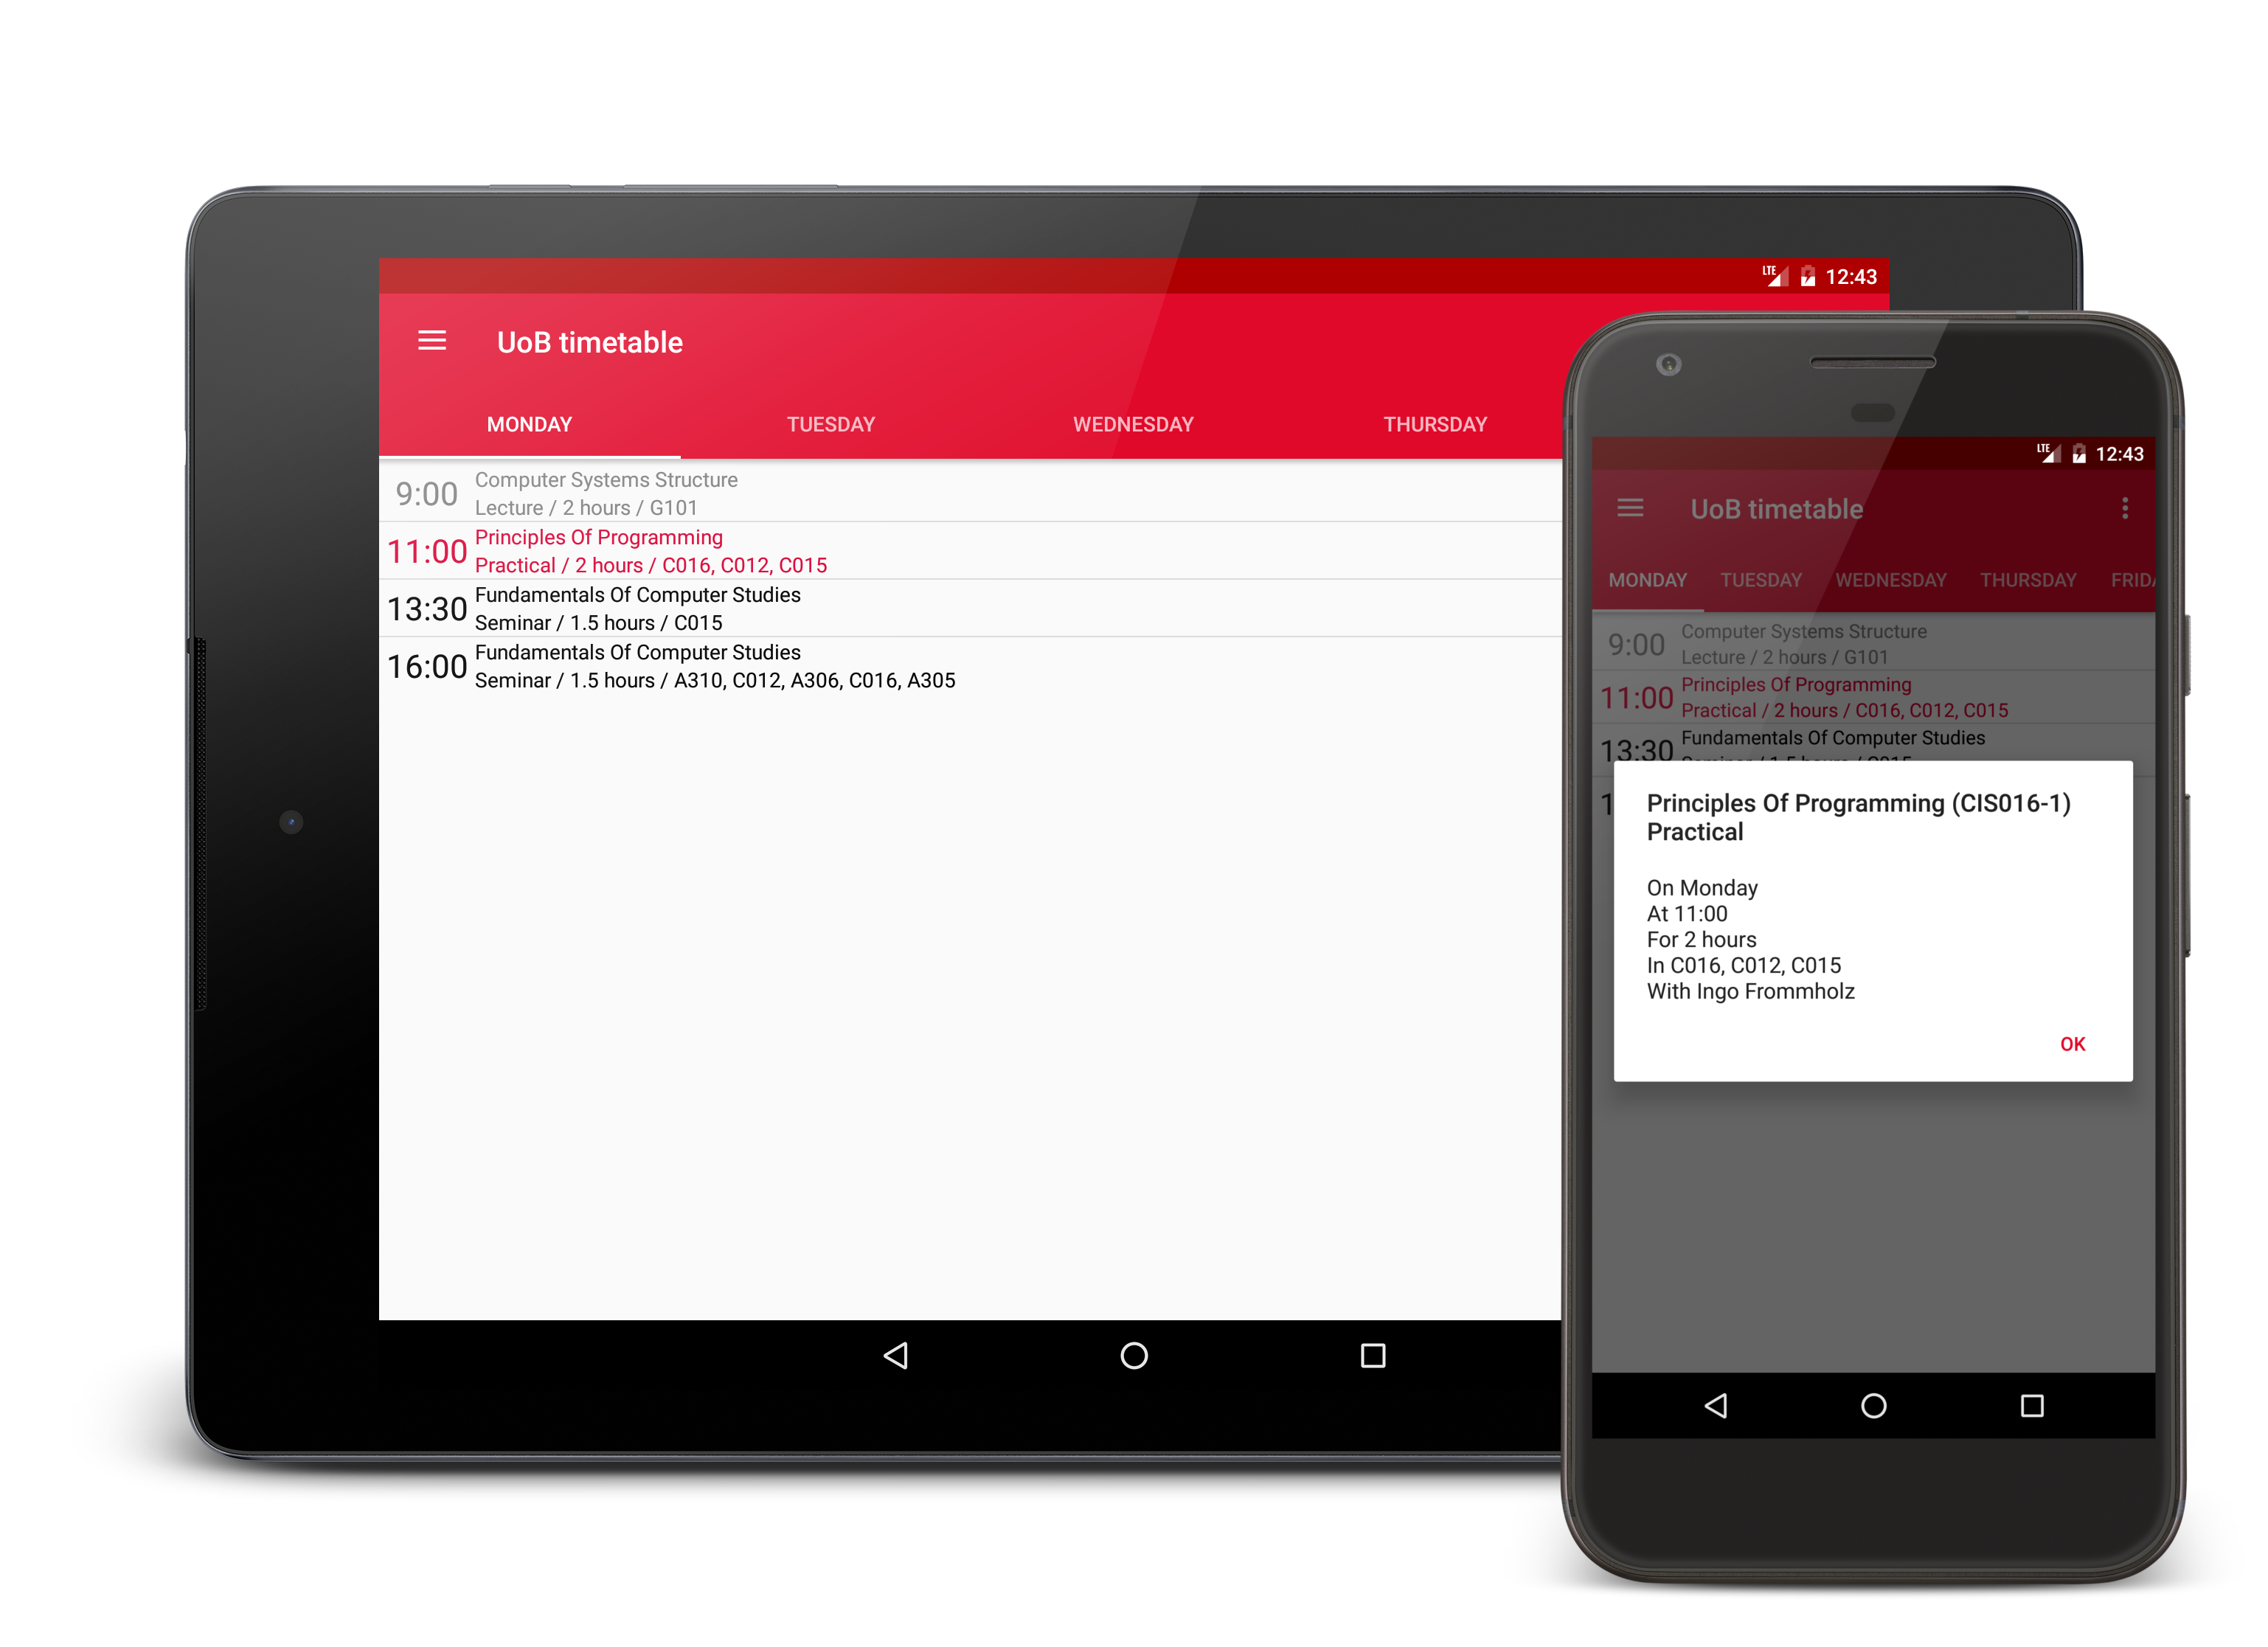 LTE 12:43
UoB timetable
MONDAY TUESDAY WEDNESDAY THURSDAY
9:00 Computer Systems Structure
Lecture / 2 hours / G101
11:00 Principles Of Programming
Practical / 2 hours / C016, C012, C015
13:30 Fundamentals Of Computer Studies
Seminar / 1.5 hours / C015
16:00 Fundamentals Of Computer Studies
Seminar / 1.5 hours / A310, C012, A306, C016, A305
LTE 12:43
UoB timetable
MONDAY TUESDAY WEDNESDAY THURSDAY FRIDA
9:00 Computer Systems Structure
Lecture / 2 hours / G101
11:00 Principles Of Programming
Practical / 2 hours / C016, C012, C015
13:30 Fundamentals Of Computer Studies
Principles Of Programming (CIS016-1)
Practical
On Monday
At 11:00
For 2 hours
In C016, C012, C015
With Ingo Frommholz
OK